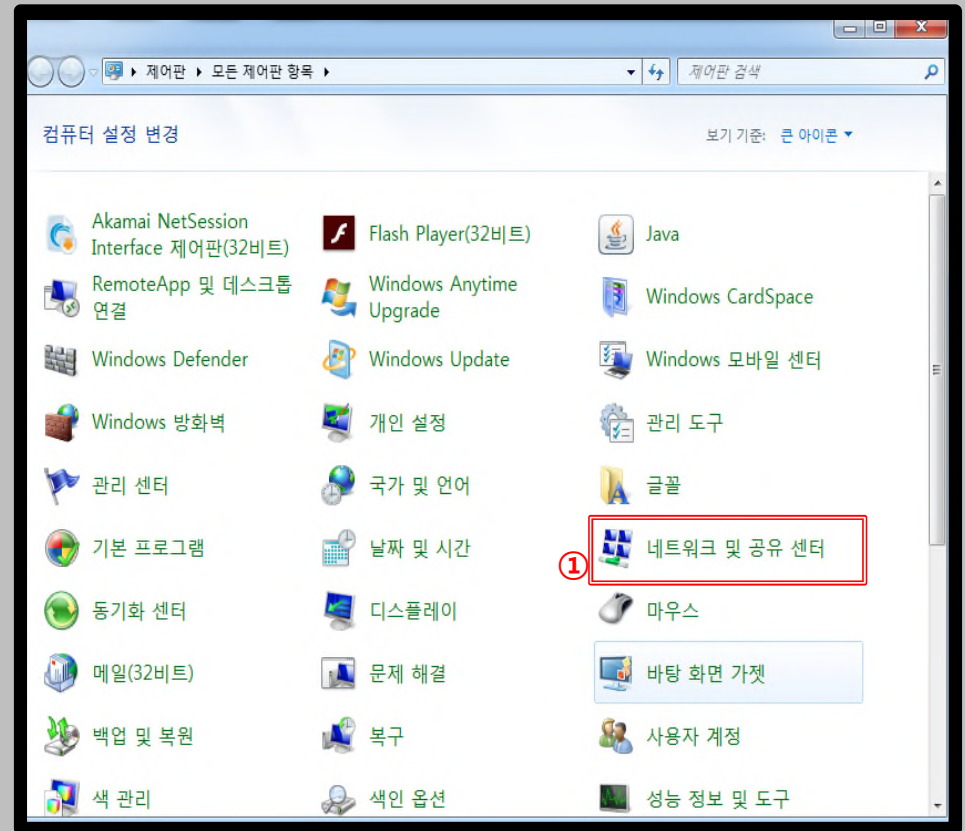 제어판 ▸ 모든 제어판 항목 ▸
제어판 검색
컴퓨터 설정 변경
보기 기준: 큰 아이콘 ▼
Akamai NetSession
Interface 제어판(32비트)
Flash Player(32비트)
Java
RemoteApp 및 데스크톱
연결
Windows Anytime
Upgrade
Windows CardSpace
Windows Defender
Windows Update
Windows 모바일 센터
Windows 방화벽
개인 설정
관리 도구
관리 센터
국가 및 언어
글꼴
기본 프로그램
날짜 및 시간
① 네트워크 및 공유 센터
동기화 센터
디스플레이
마우스
메일(32비트)
문제 해결
바탕 화면 가젯
백업 및 복원
복구
사용자 계정
색 관리
색인 옵션
성능 정보 및 도구